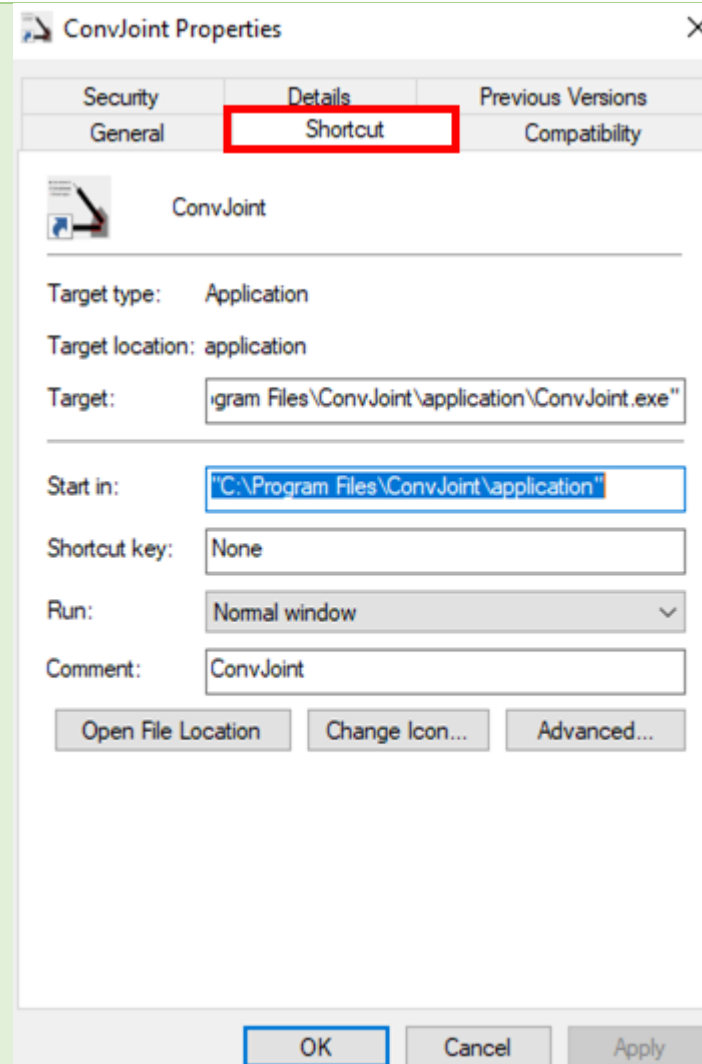 ConvJoint Properties
Security Details Previous Versions
General Shortcut Compatibility
ConvJoint
Target type: Application
Target location: application
Target: gram Files\ConvJoint\application\ConvJoint.exe"
Start in: "C:\Program Files\ConvJoint\application"
Shortcut key: None
Run: Normal window
Comment: ConvJoint
Open File Location Change Icon... Advanced...
OK Cancel Apply